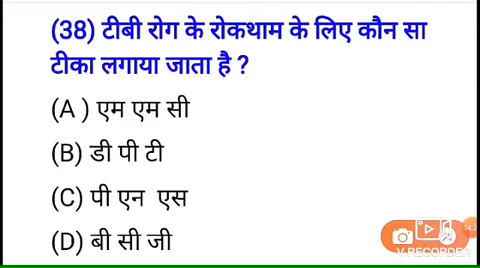 (38) टीबी रोग के रोकथाम के लिए कौन सा
टीका लगाया जाता है ?
(A ) एम एम सी
(B) डी पी टी
(C) पी एन एस
(D) बी सी जी
V RECORDER